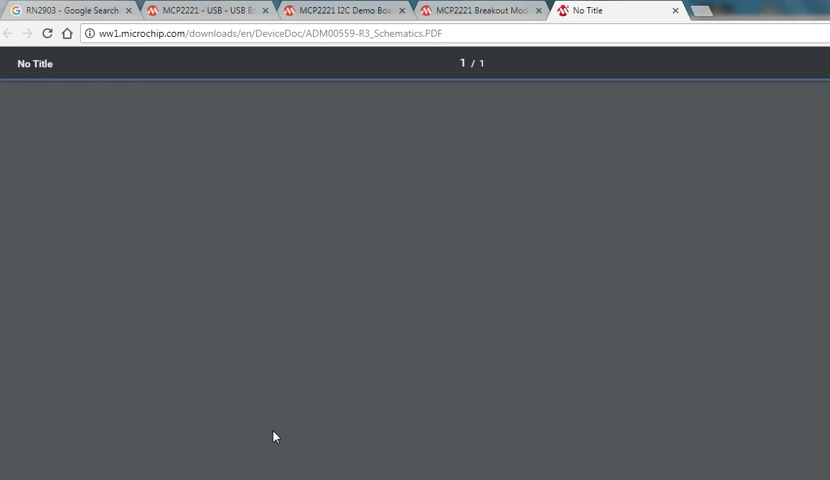 RN2903 - Google Search
MCP2221 - USB - USB B
MCP2221 I2C Demo Boa
MCP2221 Breakout Mod
No Title
ww1.microchip.com/downloads/en/DeviceDoc/ADM00559-R3_Schematics.PDF
No Title
1 / 1